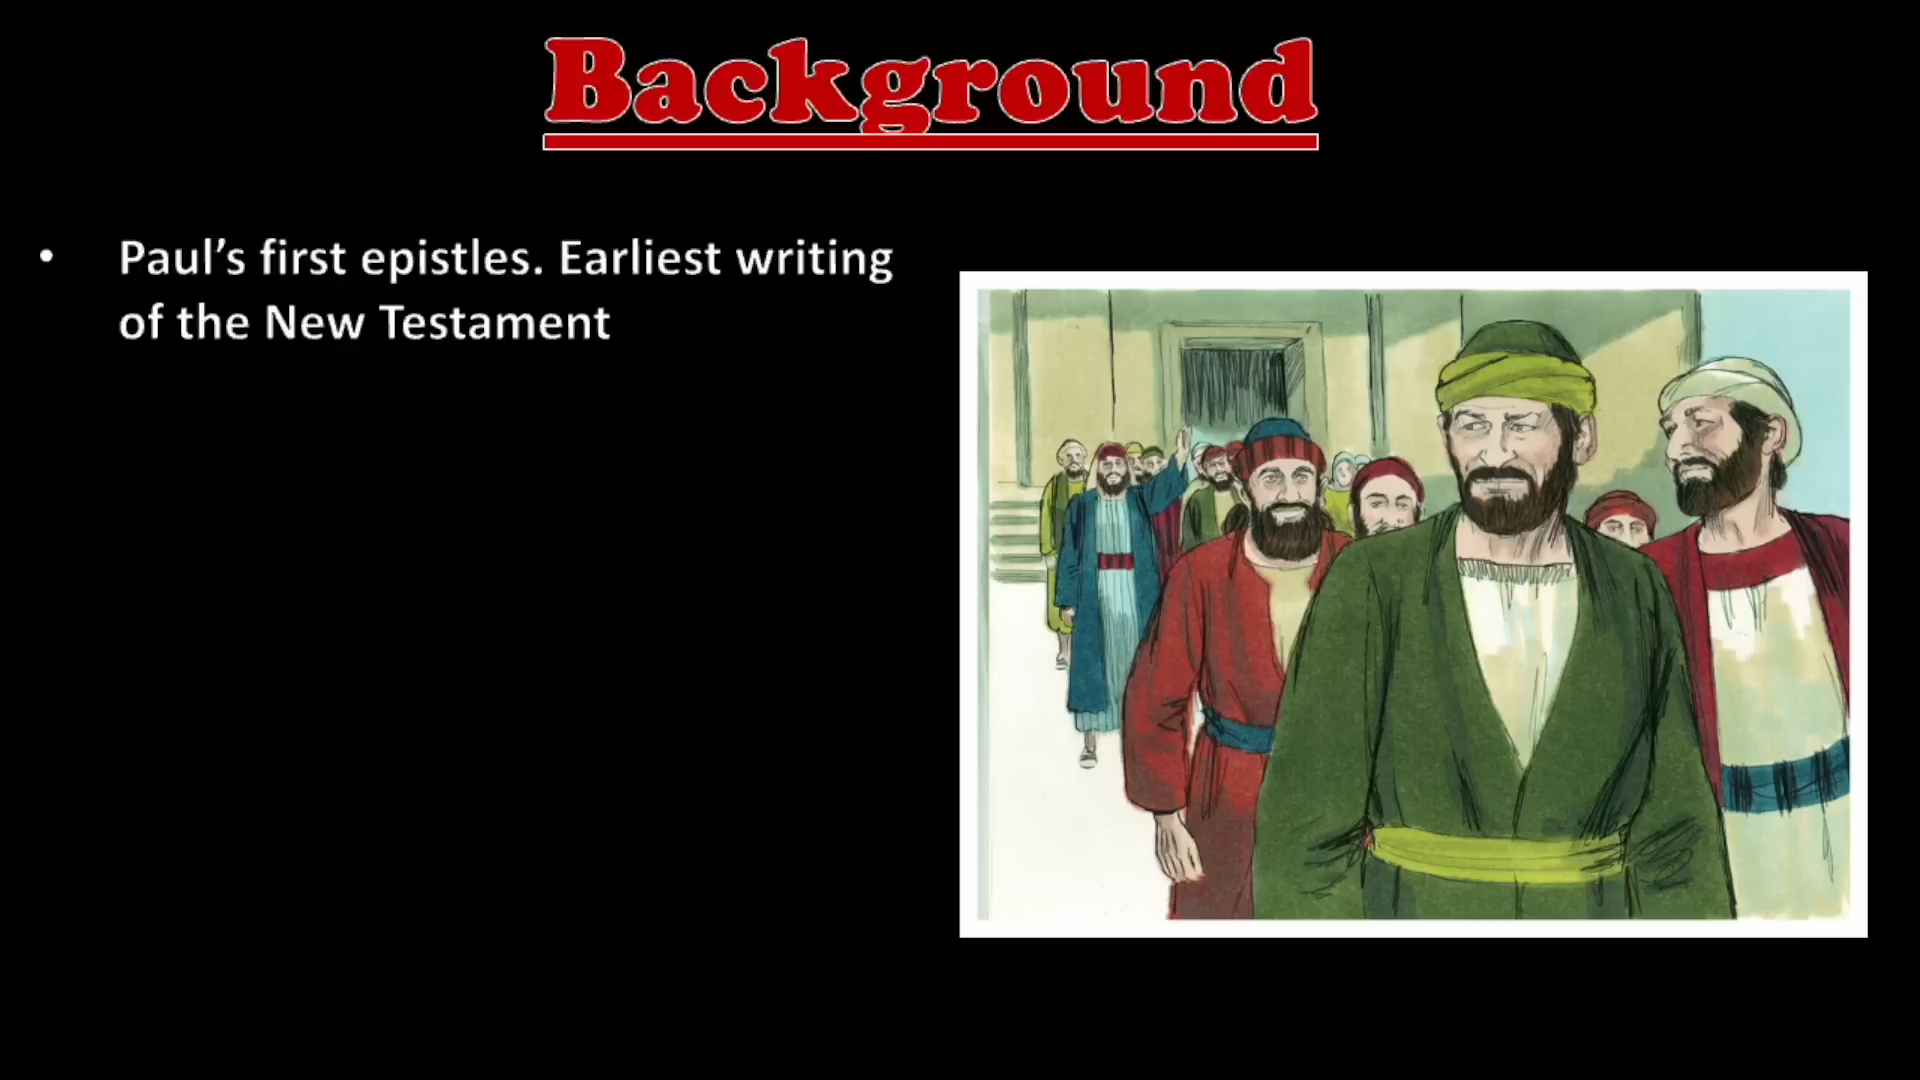 Background
• Paul’s first epistles. Earliest writing
of the New Testament